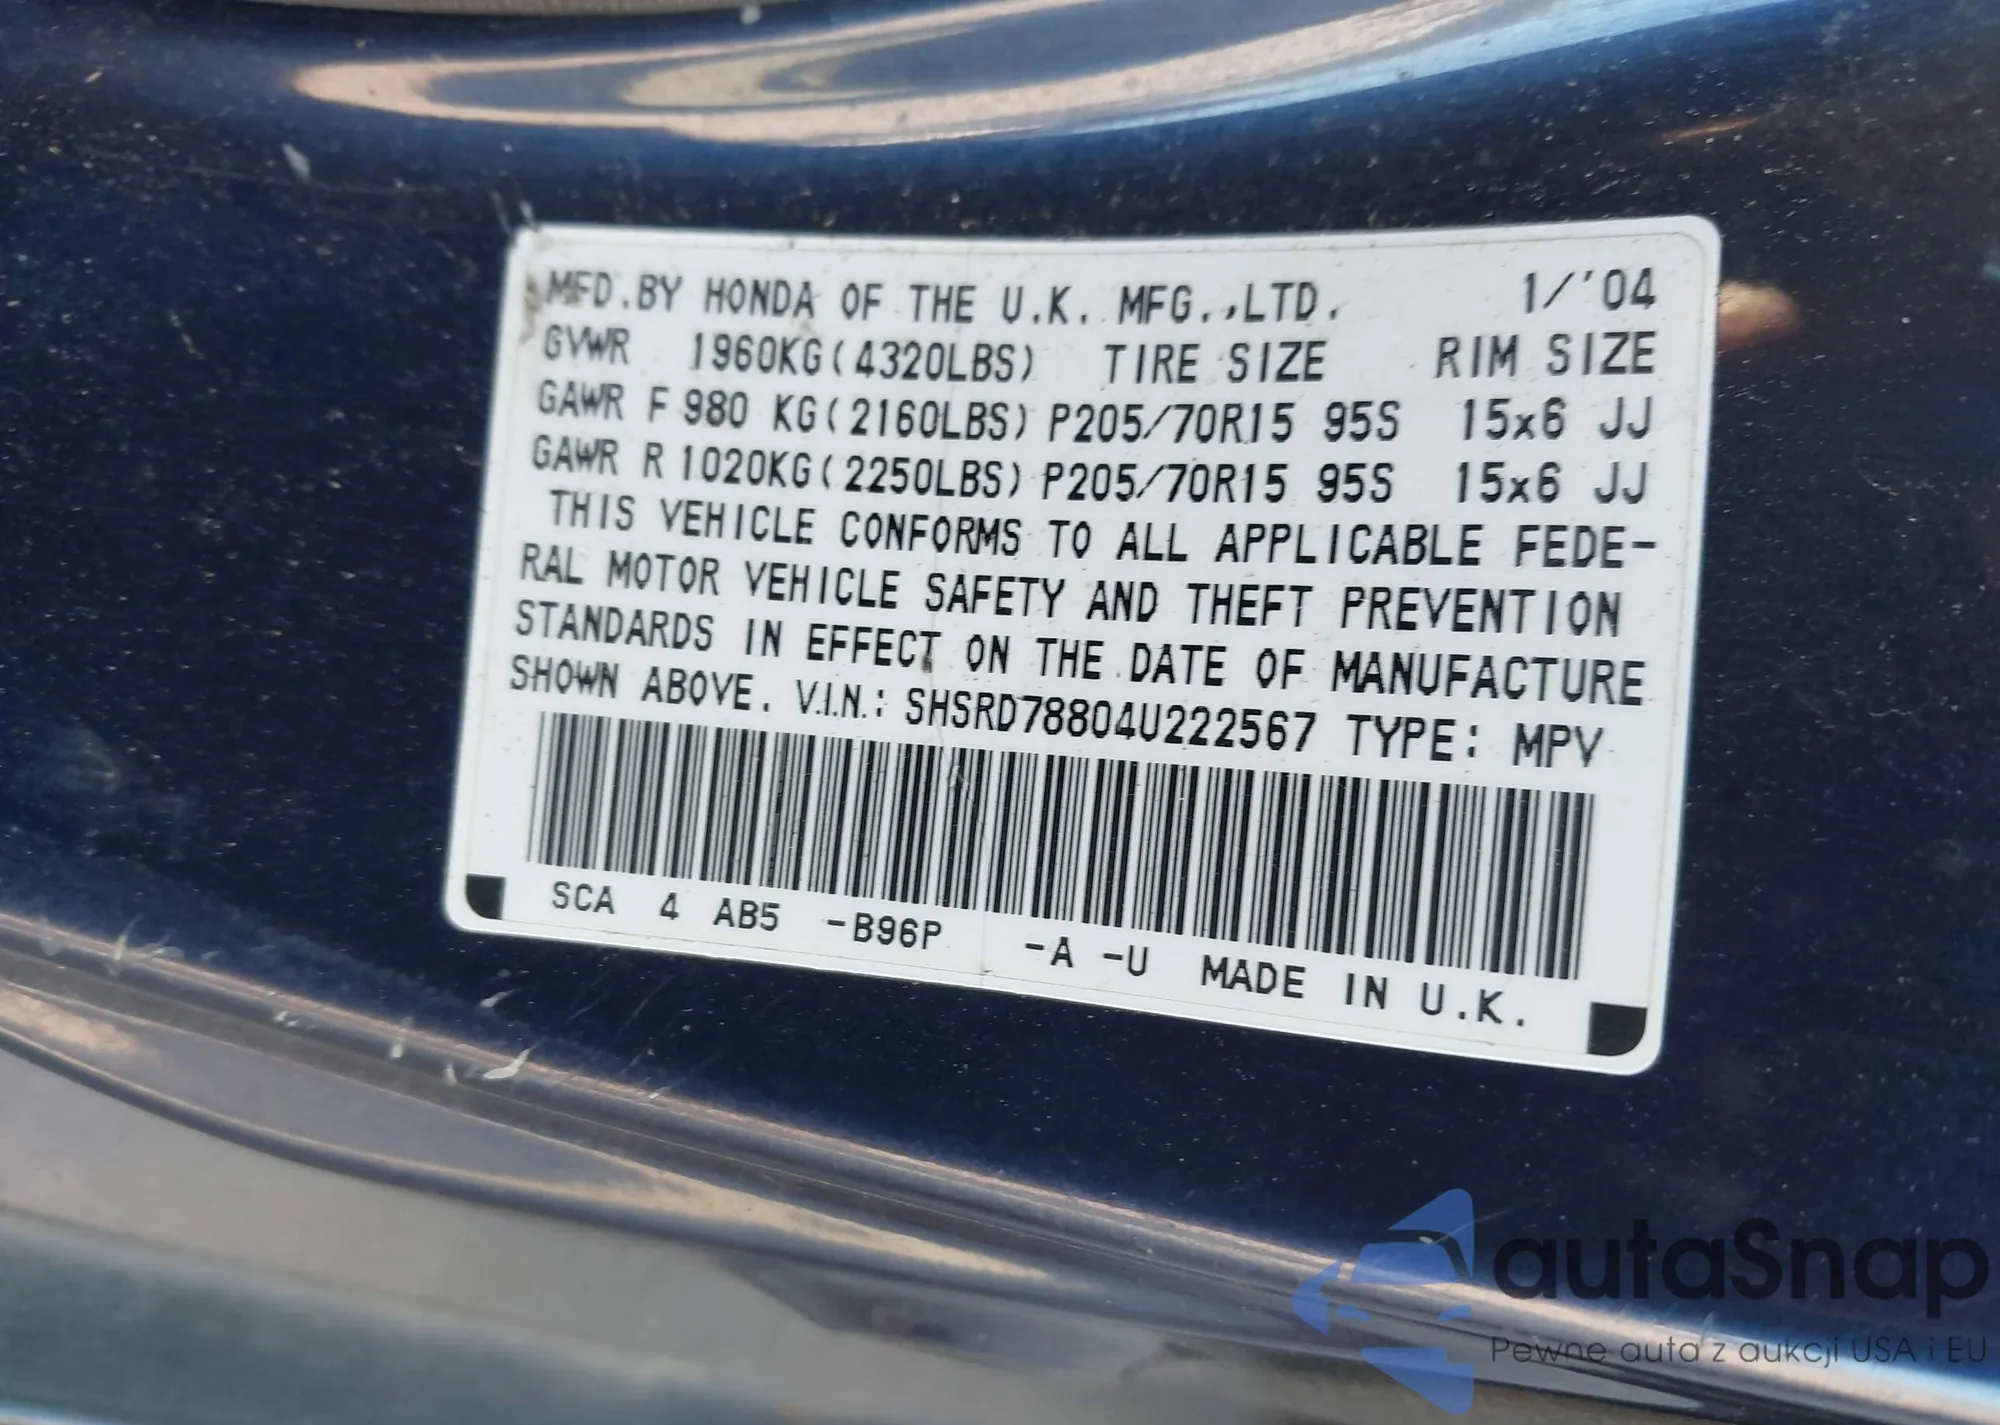 MFD.BY HONDA OF THE U.K. MFG.,LTD. 1/'04
GVWR 1960KG(4320LBS) TIRE SIZE RIM SIZE
GAWR F 980 KG(2160LBS) P205/70R15 95S 15x6 JJ
GAWR R 1020KG(2250LBS) P205/70R15 95S 15x6 JJ
THIS VEHICLE CONFORMS TO ALL APPLICABLE FEDE-
RAL MOTOR VEHICLE SAFETY AND THEFT PREVENTION
STANDARDS IN EFFECT ON THE DATE OF MANUFACTURE
SHOWN ABOVE. V.I.N.: SHSRD78804U222567 TYPE: MPV
SCA 4 AB5 -B96P -A -U MADE IN U.K.
autaSnap
Pewne auta z aukcji USA i EU